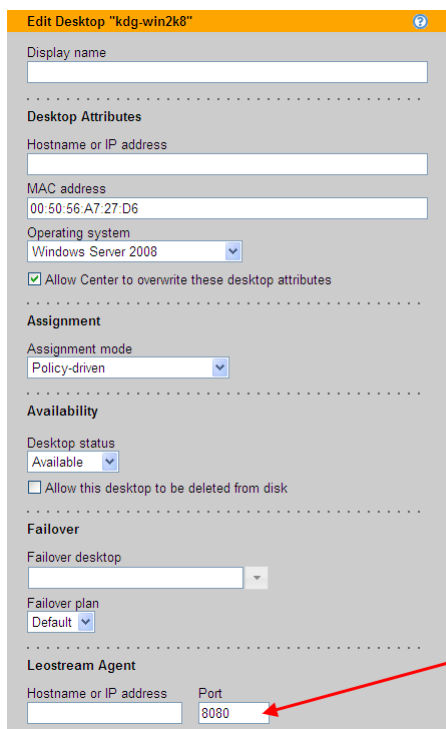 Edit Desktop "kdg-win2k8" ?
Display name
Desktop Attributes
Hostname or IP address
MAC address
00:50:56:A7:27:D6
Operating system
Windows Server 2008
Allow Center to overwrite these desktop attributes
Assignment
Assignment mode
Policy-driven
Availability
Desktop status
Available
Allow this desktop to be deleted from disk
Failover
Failover desktop
Failover plan
Default
Leostream Agent
Hostname or IP address Port
8080